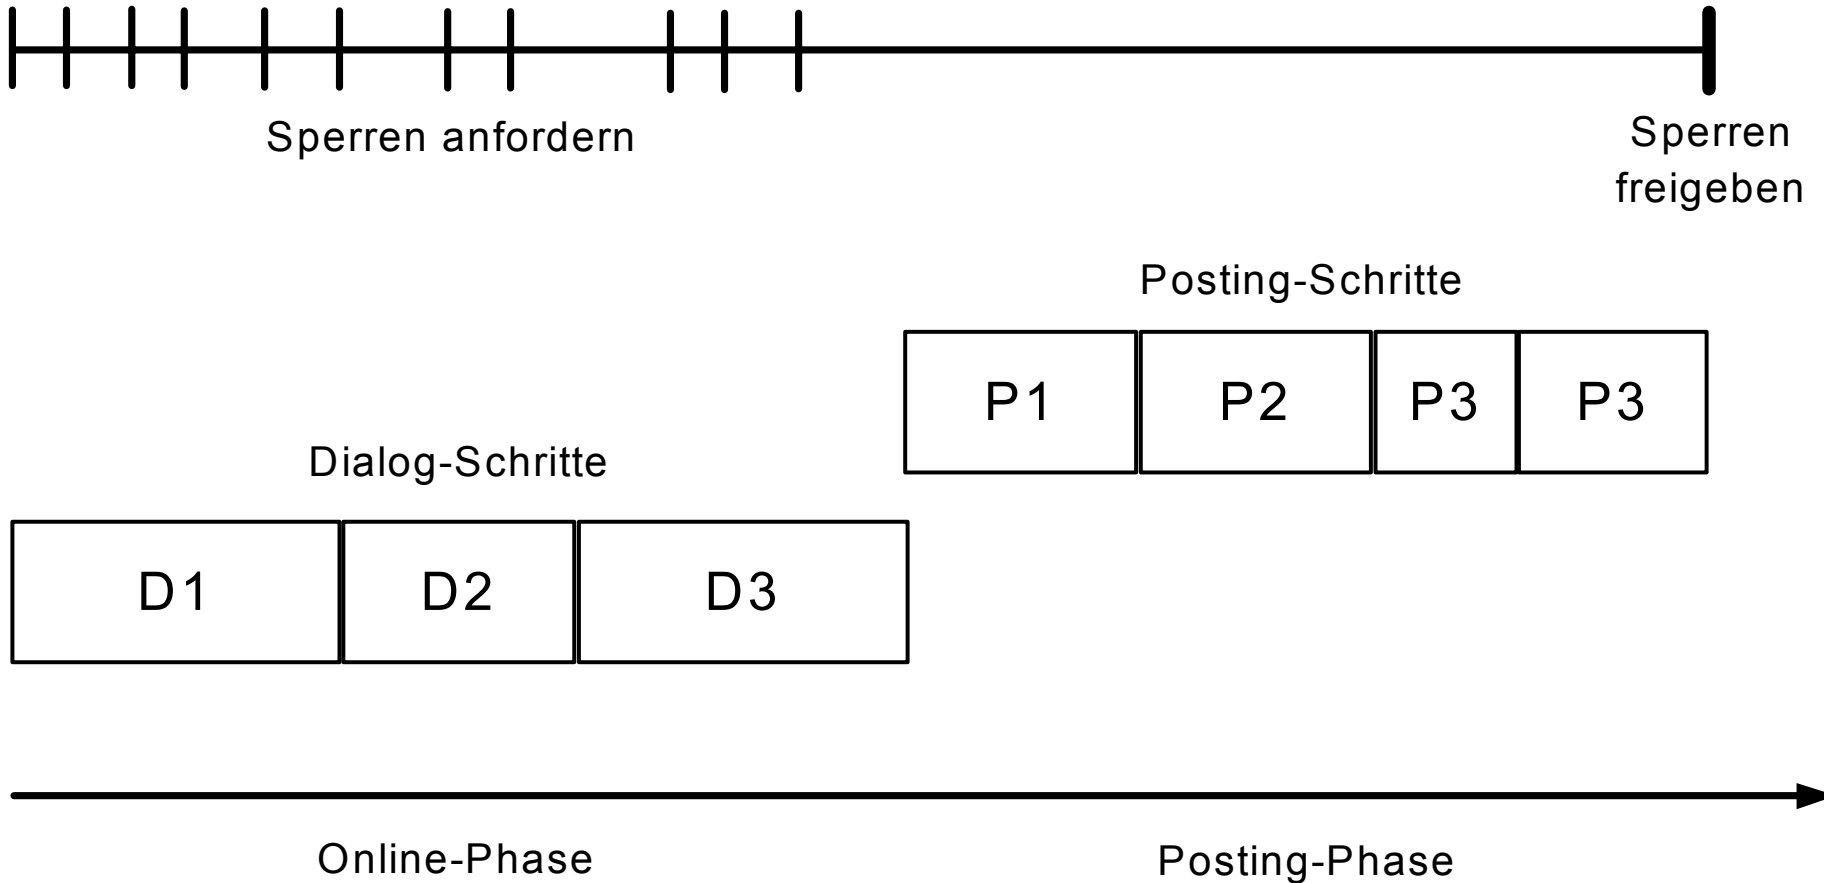 Sperren anfordern
Sperren
freigeben
Posting-Schritte
P1 P2 P3 P3
Dialog-Schritte
D1 D2 D3
Online-Phase
Posting-Phase